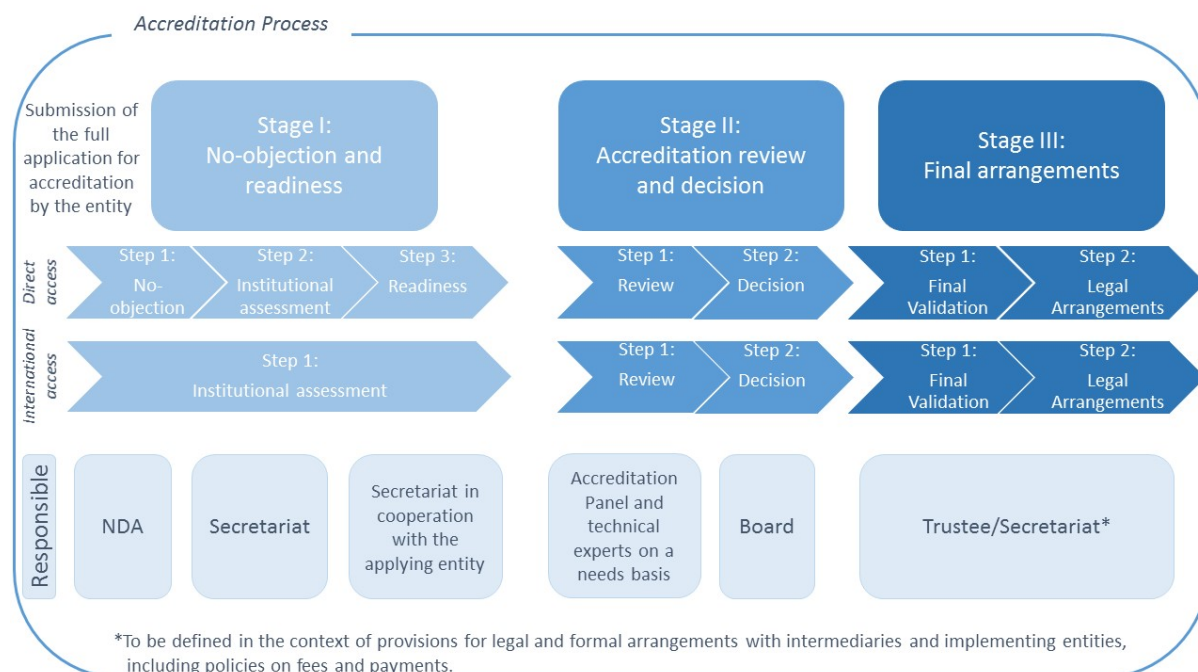 Accreditation Process
Submission of
the full
application for
accreditation
by the entity
Stage I:
No-objection and
readiness
Stage II:
Accreditation review
and decision
Stage III:
Final arrangements
Direct
access
Step 1:
No-
objection
Step 2:
Institutional
assessment
Step 3:
Readiness
Step 1:
Review
Step 2:
Decision
Step 1:
Final
Validation
Step 2:
Legal
Arrangements
International
access
Step 1:
Institutional assessment
Step 1:
Review
Step 2:
Decision
Step 1:
Final
Validation
Step 2:
Legal
Arrangements
Responsible
NDA
Secretariat
Secretariat in
cooperation
with the
applying entity
Accreditation
Panel and
technical
experts on a
needs basis
Board
Trustee/Secretariat*
*To be defined in the context of provisions for legal and formal arrangements with intermediaries and implementing entities,
including policies on fees and payments.